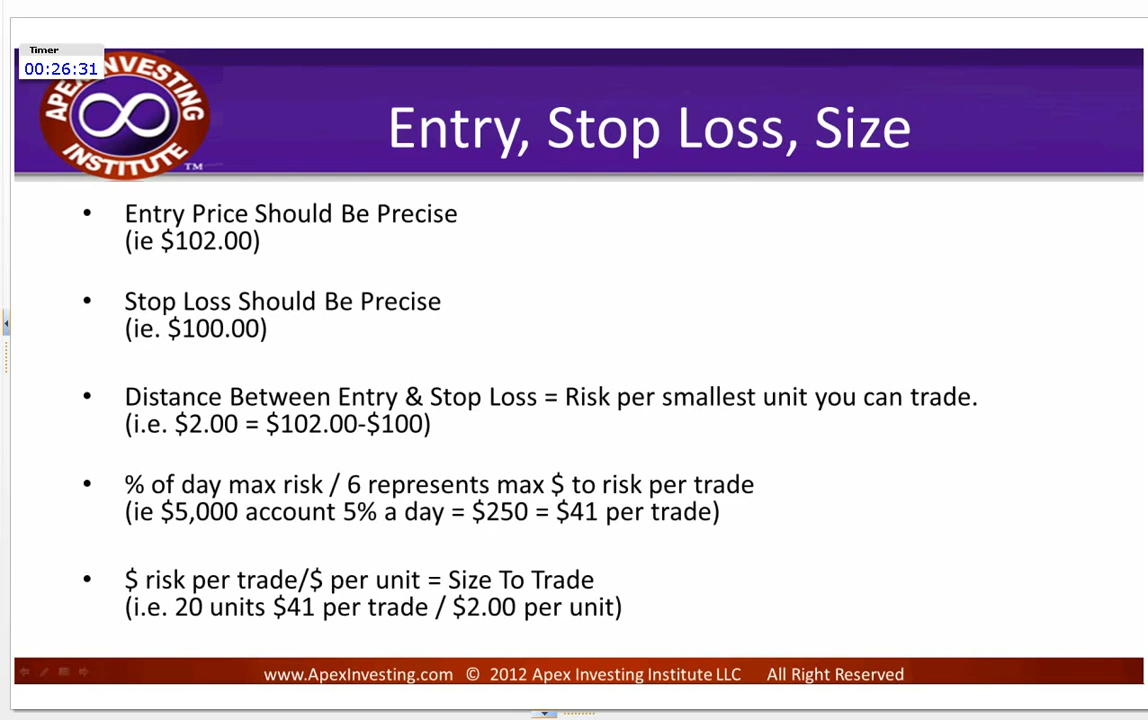 Timer
00:26:31
APEX INVESTING
INSTITUTE
TM
Entry, Stop Loss, Size
• Entry Price Should Be Precise
(ie $102.00)
• Stop Loss Should Be Precise
(ie. $100.00)
• Distance Between Entry & Stop Loss = Risk per smallest unit you can trade.
(i.e. $2.00 = $102.00-$100)
• % of day max risk / 6 represents max $ to risk per trade
(ie $5,000 account 5% a day = $250 = $41 per trade)
• $ risk per trade/$ per unit = Size To Trade
(i.e. 20 units $41 per trade / $2.00 per unit)
www.ApexInvesting.com © 2012 Apex Investing Institute LLC All Right Reserved